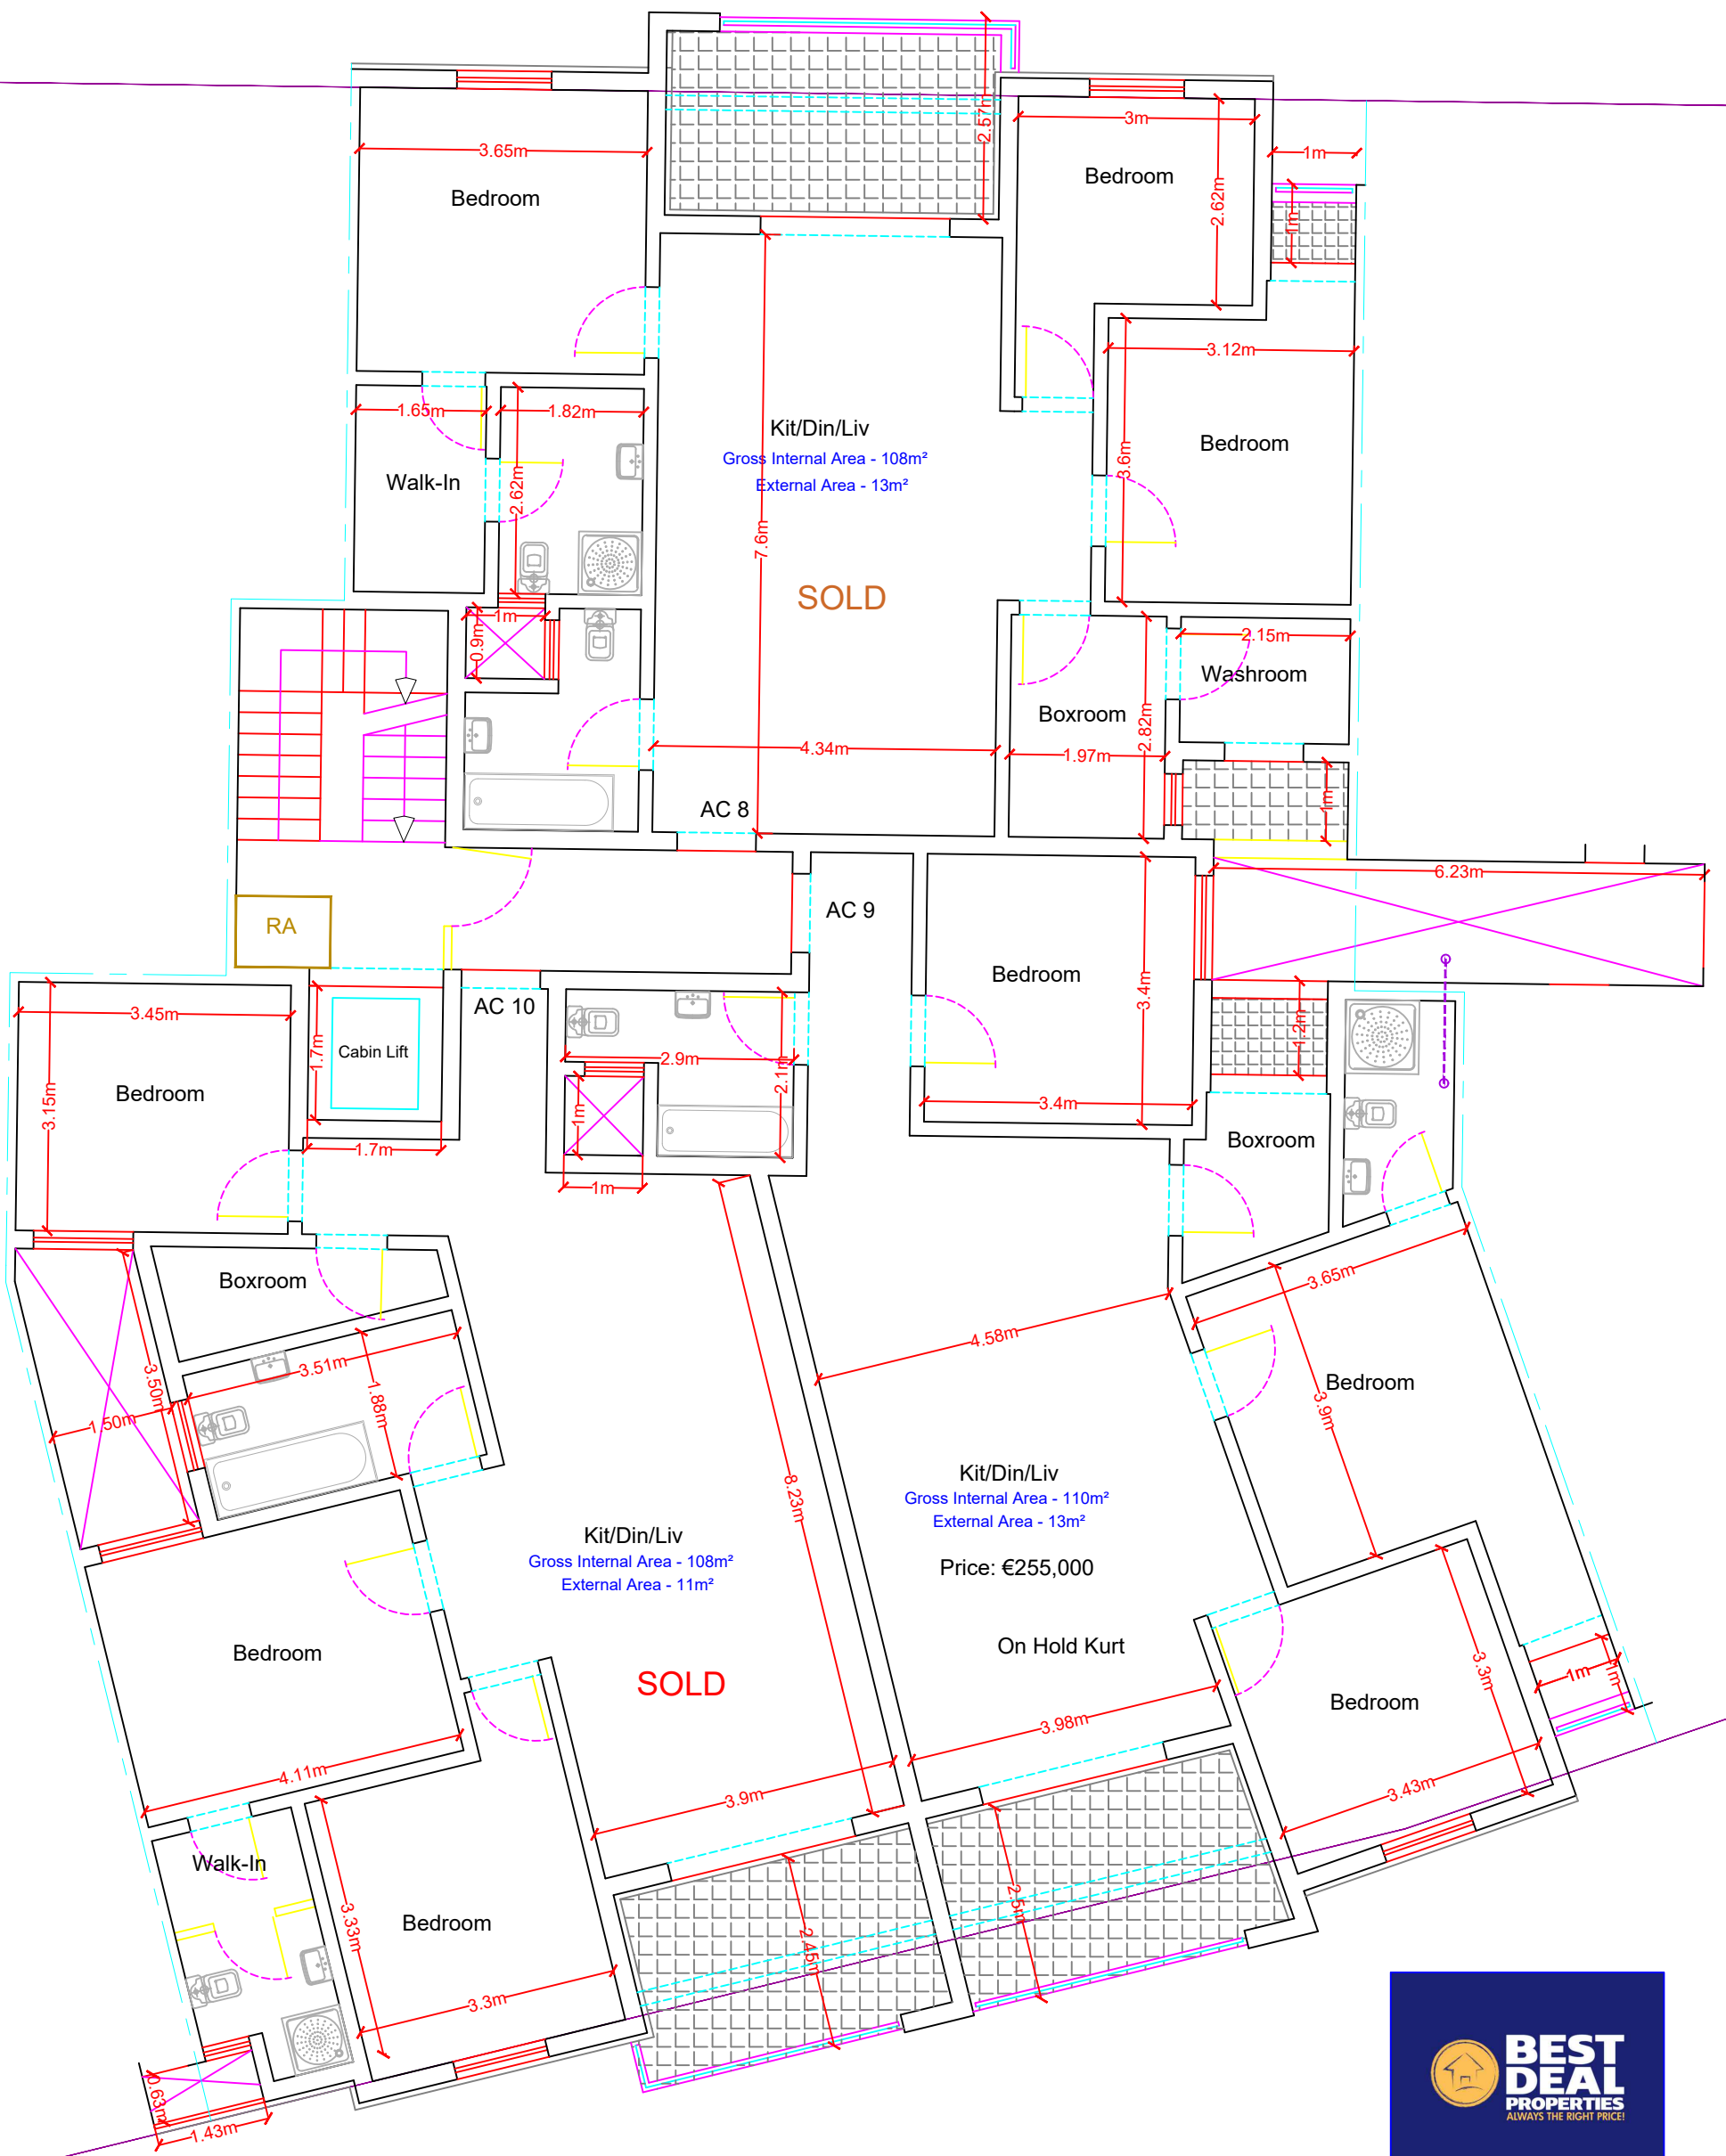 2.57m
3m
3.65m
Bedroom
Bedroom
1m
2.62m
1m
3.12m
1.65m
1.82m
Kit/Din/Liv
Gross Internal Area - 108m²
External Area - 13m²
Bedroom
3.6m
Walk-In
2.62m
7.6m
SOLD
1m
0.9m
2.15m
Washroom
Boxroom
2.82m
4.34m
1.97m
AC 8
1m
6.23m
RA
AC 9
Bedroom
3.4m
AC 10
3.45m
Cabin Lift
1.7m
2.9m
2.1m
1.2m
Bedroom
3.15m
1m
3.4m
1.7m
Boxroom
1m
Boxroom
3.65m
4.58m
3.51m
3.50m
1.88m
1.50m
Bedroom
3.9m
8.23m
Kit/Din/Liv
Gross Internal Area - 110m²
External Area - 13m²
Price: €255,000
Kit/Din/Liv
Gross Internal Area - 108m²
External Area - 11m²
On Hold Kurt
Bedroom
SOLD
3.3m
1m
1m
Bedroom
3.98m
4.11m
3.9m
3.43m
Walk-In
3.33m
Bedroom
2.5m
2.45m
3.3m
0.63m
1.43m
BEST
DEAL
PROPERTIES
ALWAYS THE RIGHT PRICE!